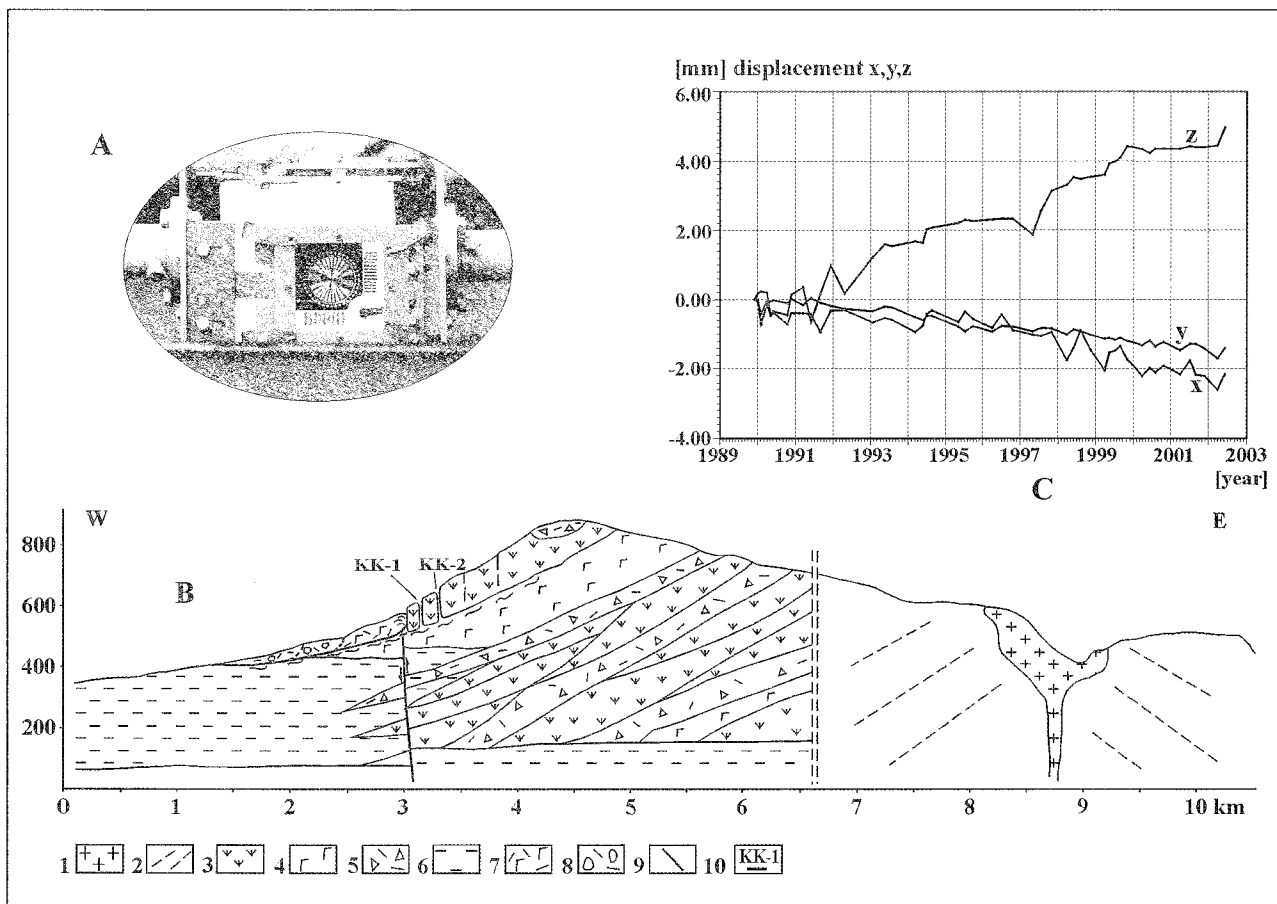 A
[mm] displacement x,y,z
6.00
4.00
2.00
0.00
-2.00
-4.00
z
y
x
1989 1991 1993 1995 1997 1999 2001 2003
[year]
C
W
E
B
KK-1
KK-2
800
600
400
200
0 1 2 3 4 5 6 7 8 9 10 km
1 2 3 4 5 6 7 8 9 10 KK-1